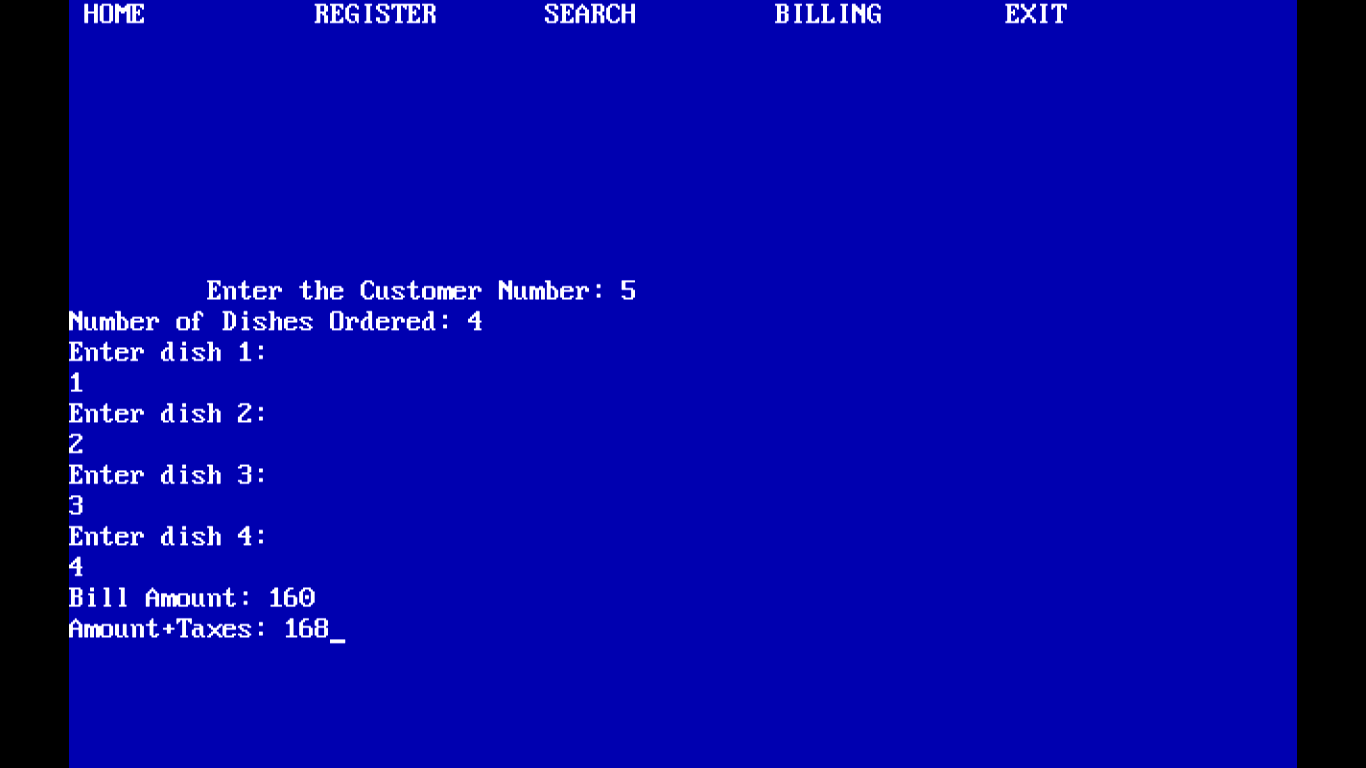 HOME REGISTER SEARCH BILLING EXIT
Enter the Customer Number: 5
Number of Dishes Ordered: 4
Enter dish 1:
1
Enter dish 2:
2
Enter dish 3:
3
Enter dish 4:
4
Bill Amount: 160
Amount+Taxes: 168_